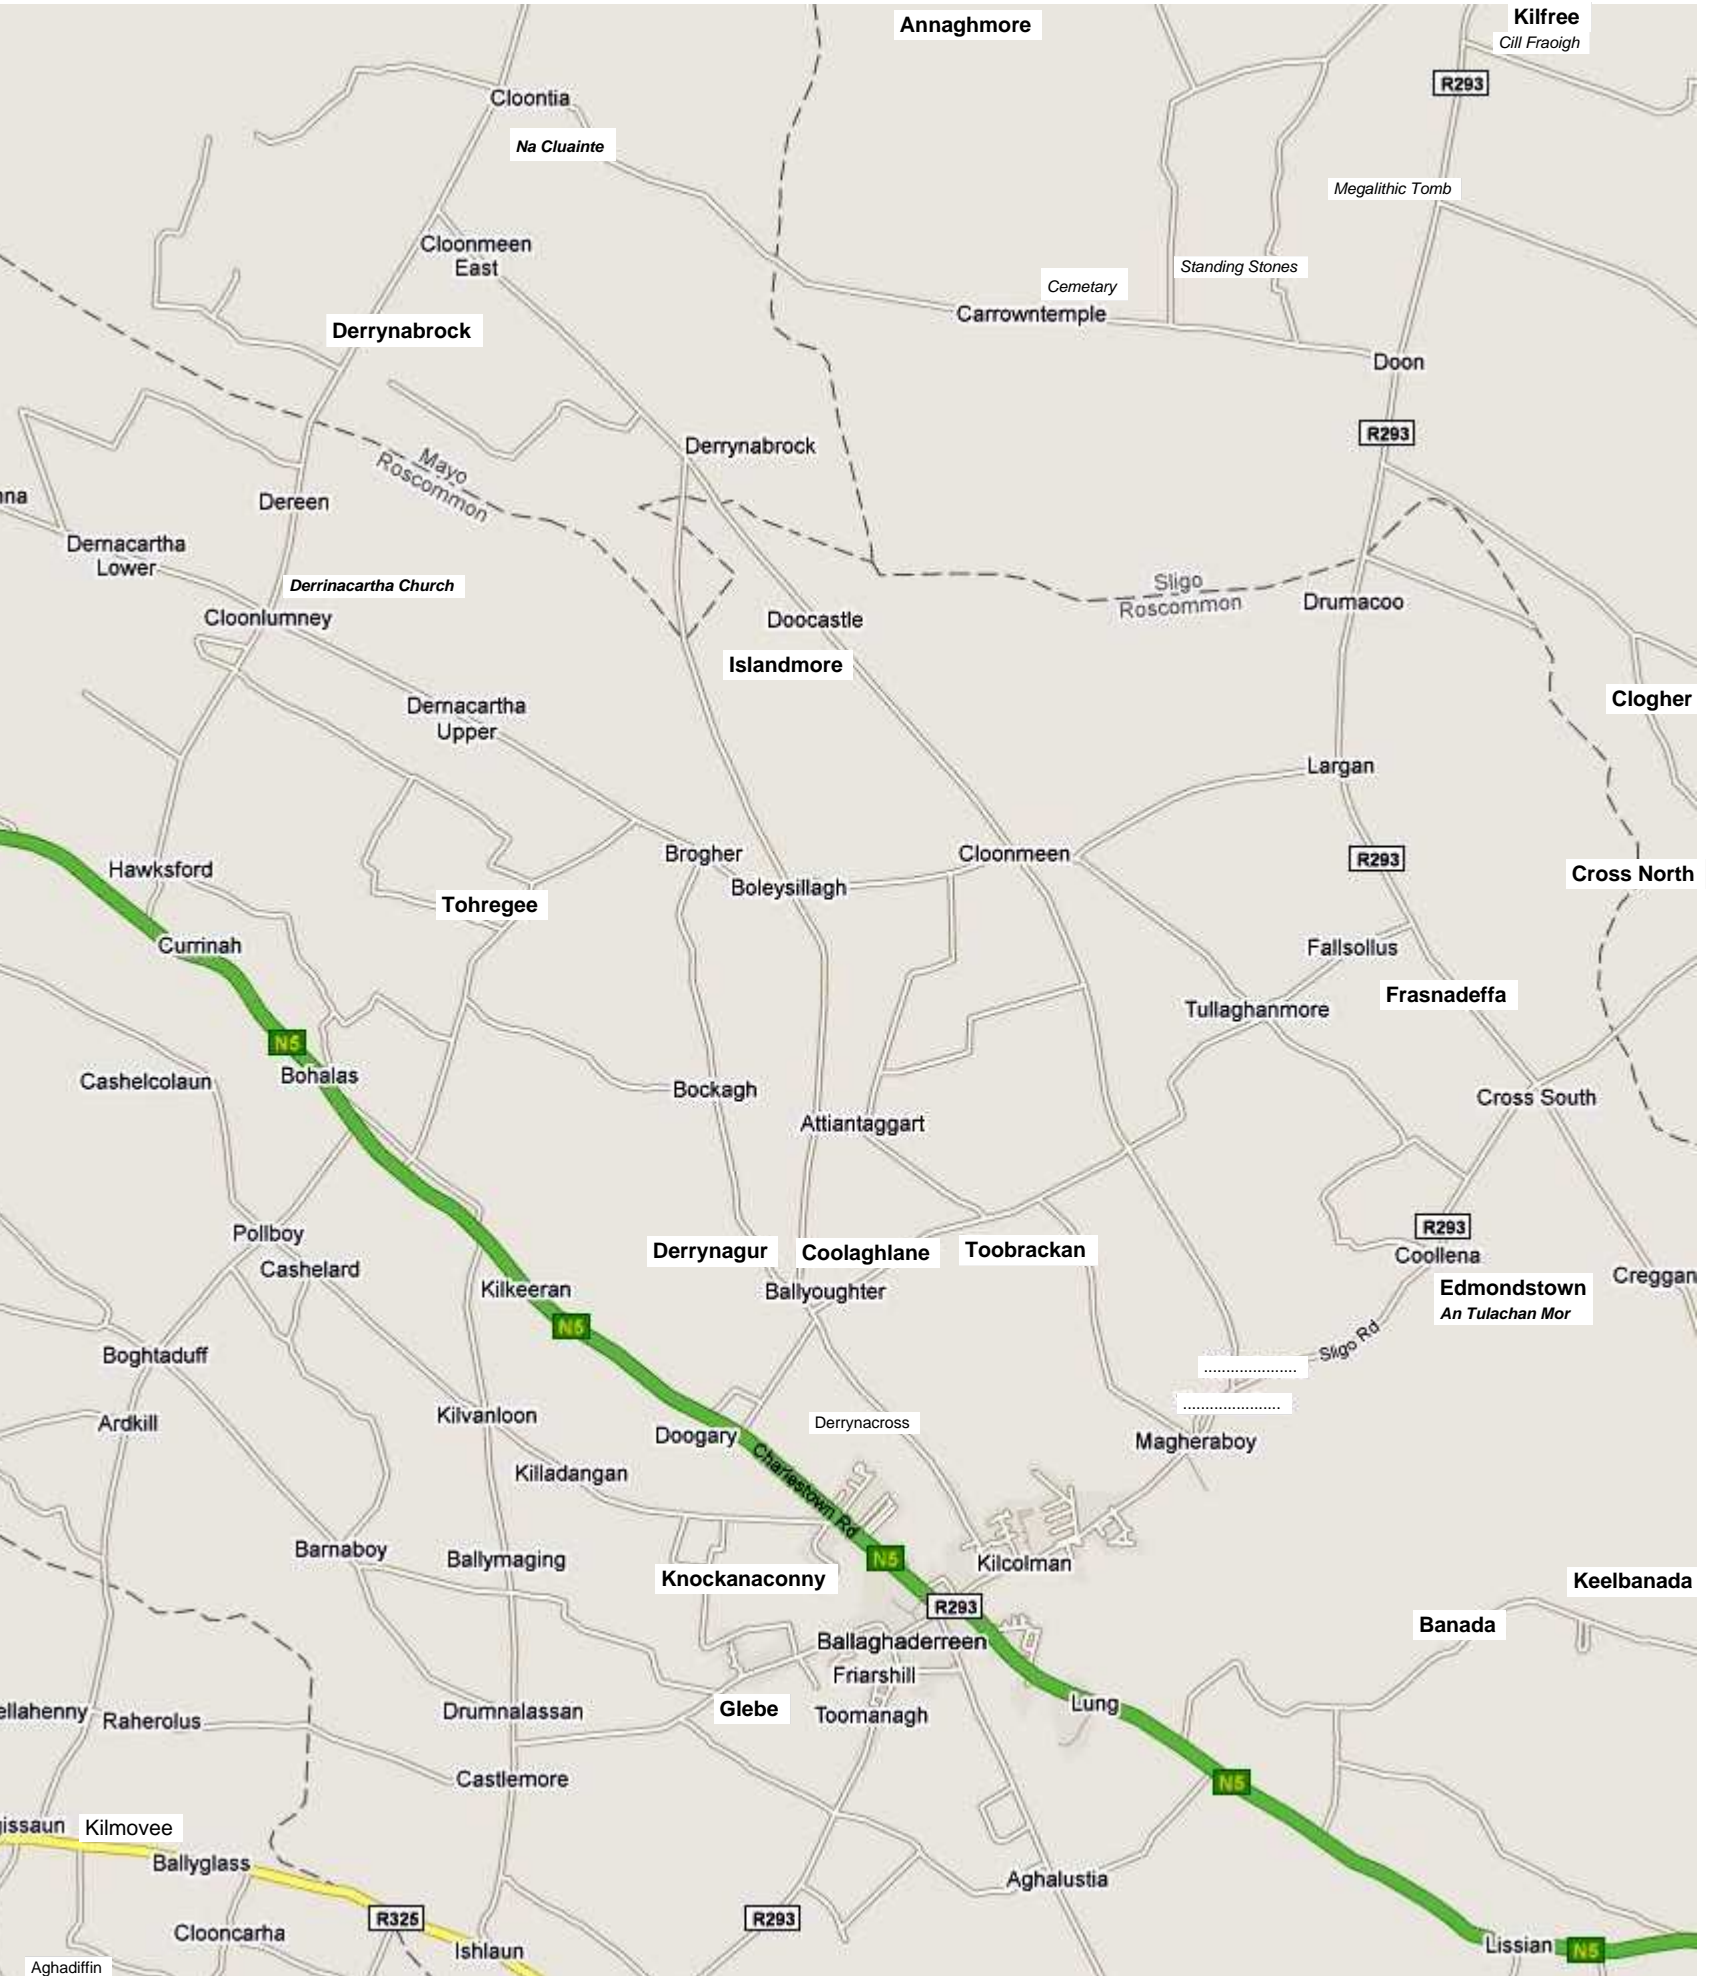 Annaghmore
Kilfree
Cill Fraoigh
R293
Cloontia
Na Cluainte
Megalithic Tomb
Cloonmeen
East
Standing Stones
Cemetary
Carrowntemple
Derrynabrock
Doon
R293
Derrynabrock
Mayo
Roscommon
Dereen
Dernacartha
Lower
Derrinacartha Church
Sligo
Roscommon
Drumacoo
Cloonlumney
Doocastle
Islandmore
Clogher
Dernacartha
Upper
Largan
Brogher
Cloonmeen
R293
Hawksford
Boleysillagh
Cross North
Tohregee
Currinah
Fallsollus
Frasnadeffa
Tullaghanmore
N5
Bohalas
Cashelcolaun
Bockagh
Cross South
Attiantaggart
Pollboy
R293
Derrynagur
Coolaghlane
Toobrackan
Coollena
Cashelard
Creggan
Kilkeeran
Ballyoughter
Edmondstown
An Tulachan Mor
N5
Sligo Rd
Boghtaduff
.....................
......................
Ardkill
Kilvanloon
Derrynacross
Doogary
Magheraboy
Charlestown Rd
Killadangan
Barnaboy
Ballymaging
N5
Kilcolman
Knockanaconny
Keelbanada
R293
Banada
Ballaghaderreen
Friarshill
Lung
Glebe
ellahenny
Raherolus
Drumnalassan
Toomanagh
Castlemore
N5
gissaun
Kilmovee
Ballyglass
Aghalustia
R325
R293
Clooncarha
Ishlaun
Lissian
N5
Aghadiffin